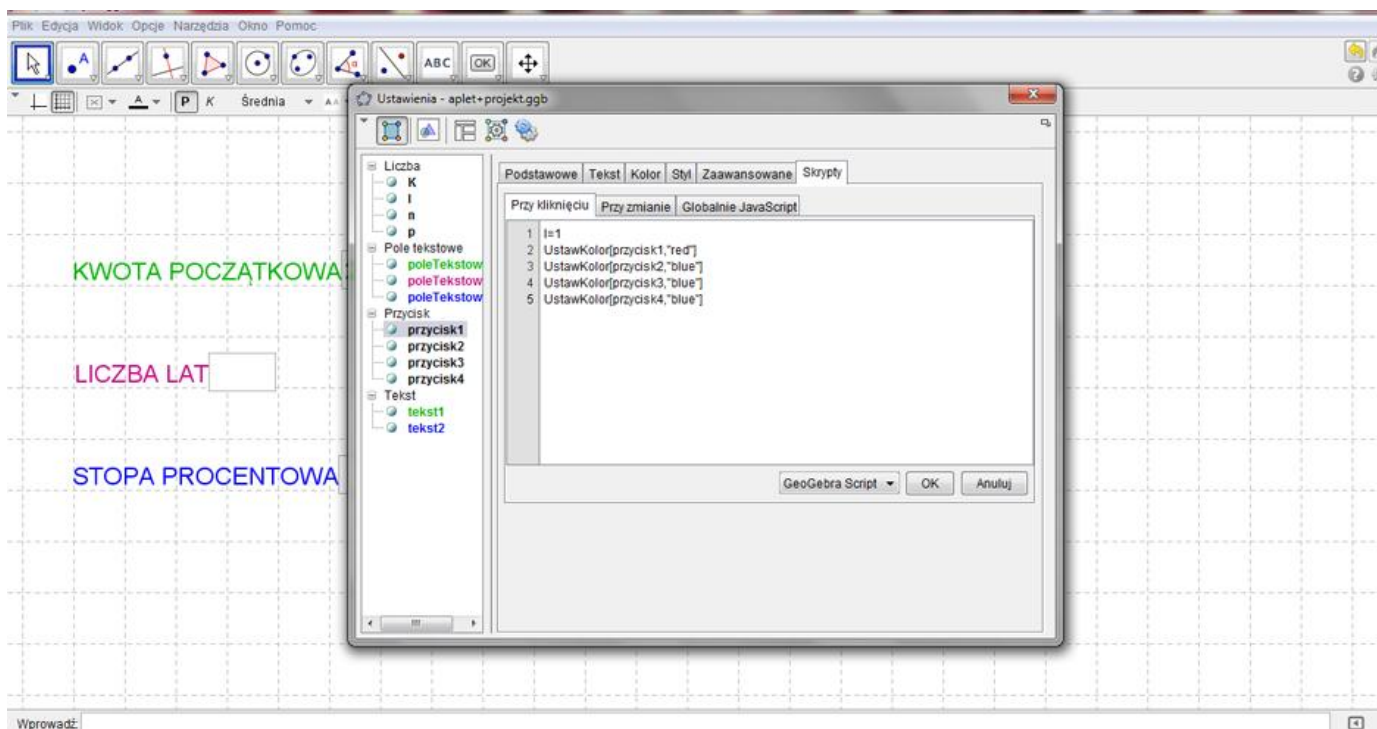 Plik Edycja Widok Opcje Narzędzia Okno Pomoc
A ABC OK
A P K Średnia
Ustawienia - aplet+projekt.ggb
Liczba
K
l
n
p
Pole tekstowe
poleTekstow
poleTekstow
poleTekstow
Przycisk
przycisk1
przycisk2
przycisk3
przycisk4
Tekst
tekst1
tekst2
Podstawowe Tekst Kolor Styl Zaawansowane Skrypty
Przy kliknięciu Przy zmianie Globalnie JavaScript
1 l=1
2 UstawKolor[przycisk1,"red"]
3 UstawKolor[przycisk2,"blue"]
4 UstawKolor[przycisk3,"blue"]
5 UstawKolor[przycisk4,"blue"]
GeoGebra Script OK Anuluj
KWOTA POCZĄTKOWA
LICZBA LAT
STOPA PROCENTOWA
Wprowadź: